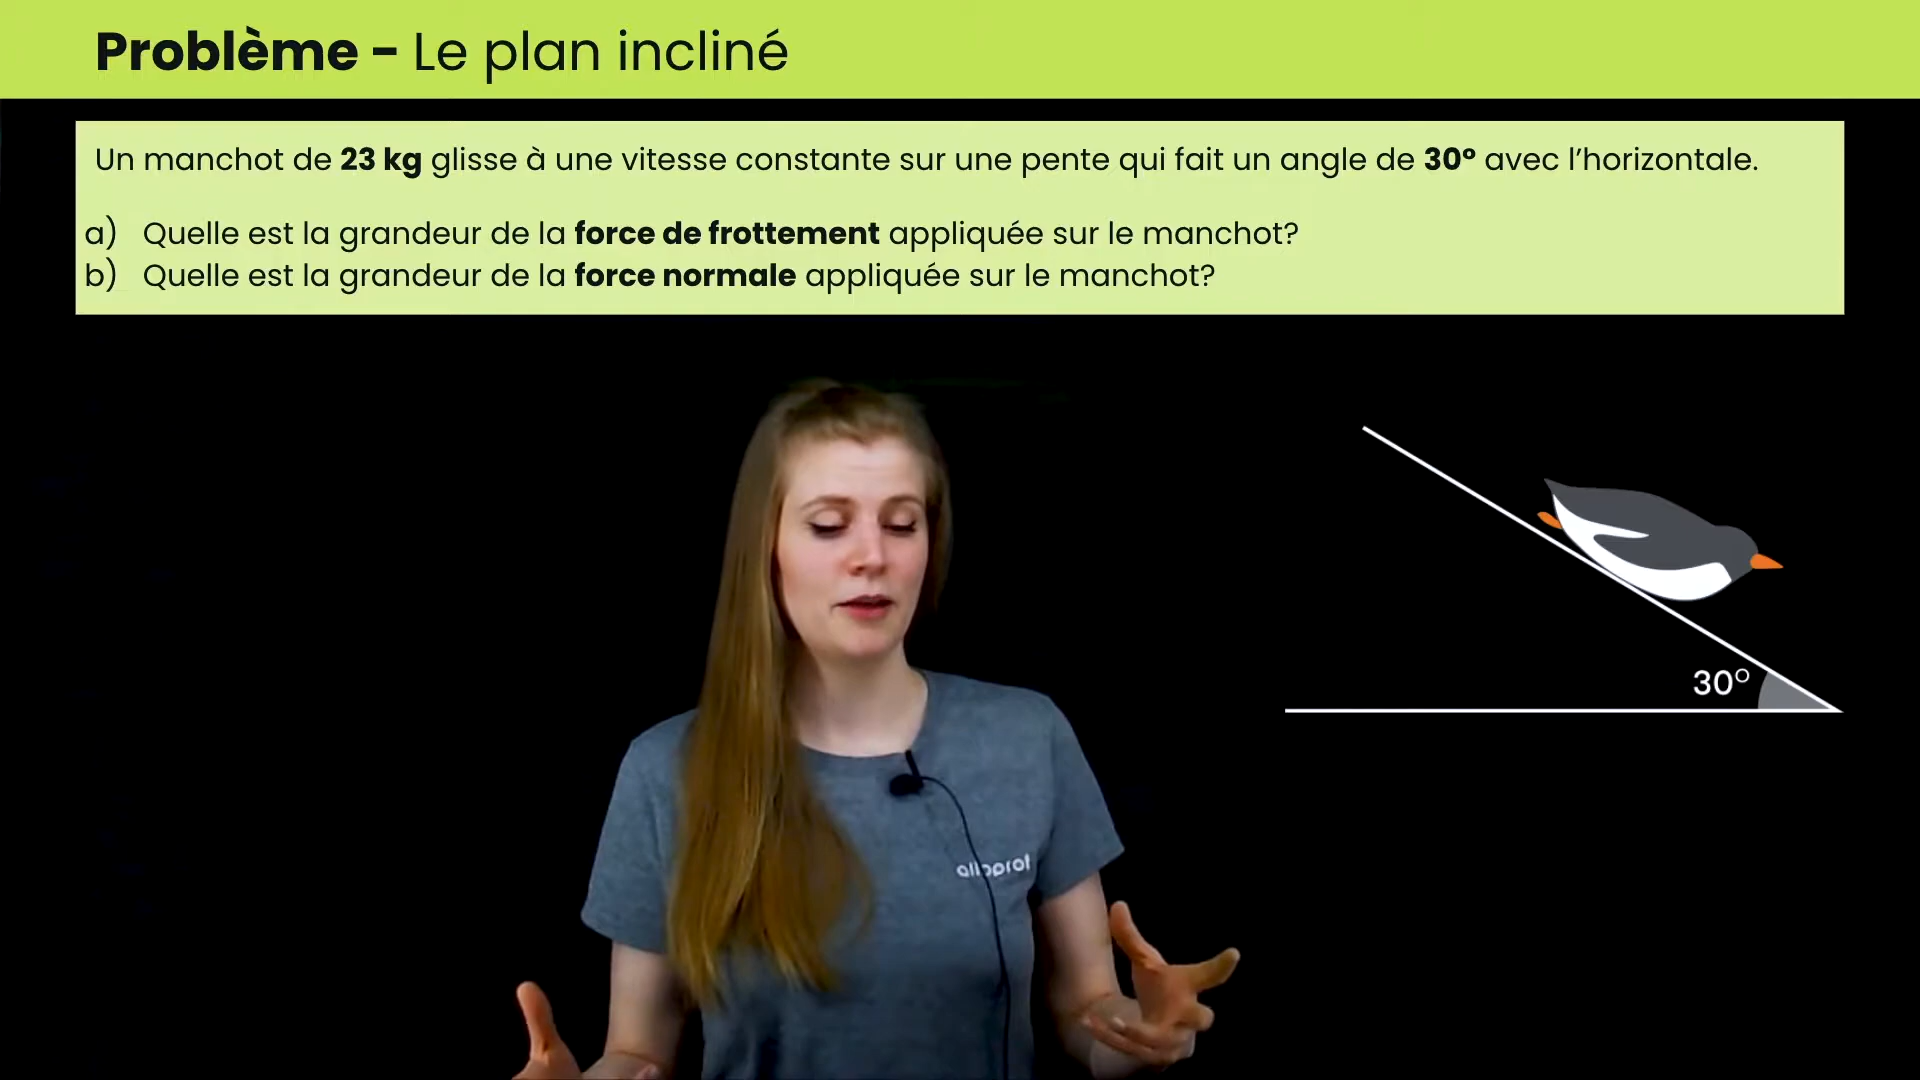 Problème - Le plan incliné
Un manchot de 23 kg glisse à une vitesse constante sur une pente qui fait un angle de 30° avec l’horizontale.
a) Quelle est la grandeur de la force de frottement appliquée sur le manchot?
b) Quelle est la grandeur de la force normale appliquée sur le manchot?
30°
alloprof